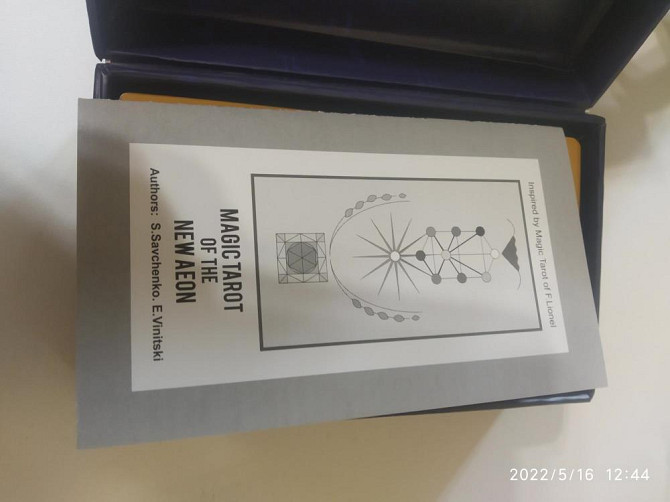 Inspired by Magic Tarot of F.Lionel
MAGIC TAROT
OF THE
NEW AEON
Authors: S.Savchenko. E.Vinitski
2022/5/16 12:44